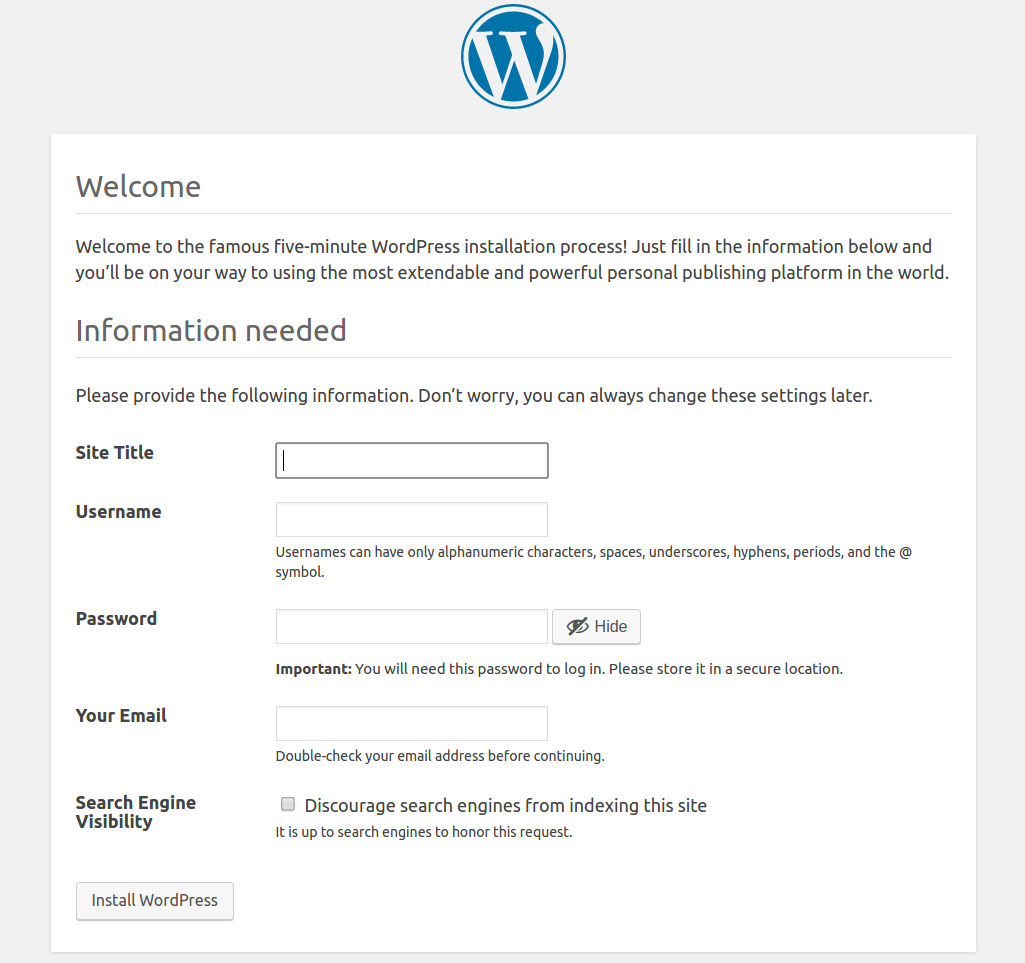 Welcome
Welcome to the famous five-minute WordPress installation process! Just fill in the information below and
you’ll be on your way to using the most extendable and powerful personal publishing platform in the world.
Information needed
Please provide the following information. Don’t worry, you can always change these settings later.
Site Title
Username
Usernames can have only alphanumeric characters, spaces, underscores, hyphens, periods, and the @
symbol.
Password
Hide
Important: You will need this password to log in. Please store it in a secure location.
Your Email
Double-check your email address before continuing.
Search Engine
Visibility
Discourage search engines from indexing this site
It is up to search engines to honor this request.
Install WordPress